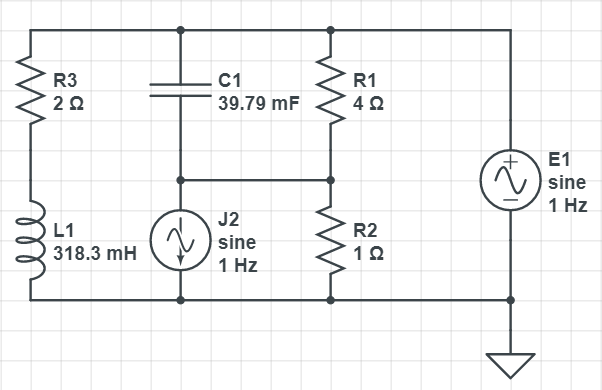 R3
2 Ω
C1
39.79 mF
R1
4 Ω
E1
sine
1 Hz
L1
318.3 mH
J2
sine
1 Hz
R2
1 Ω